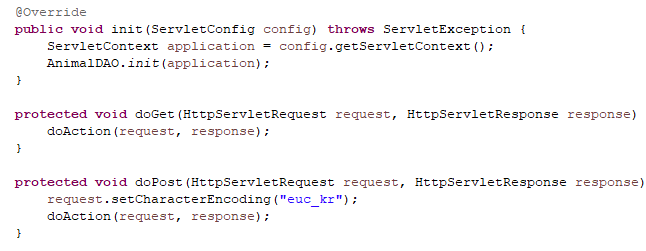 @Override
public void init(ServletConfig config) throws ServletException {
ServletContext application = config.getServletContext();
AnimalDAO.init(application);
}
protected void doGet(HttpServletRequest request, HttpServletResponse response)
doAction(request, response);
}
protected void doPost(HttpServletRequest request, HttpServletResponse response)
request.setCharacterEncoding("euc_kr");
doAction(request, response);
}